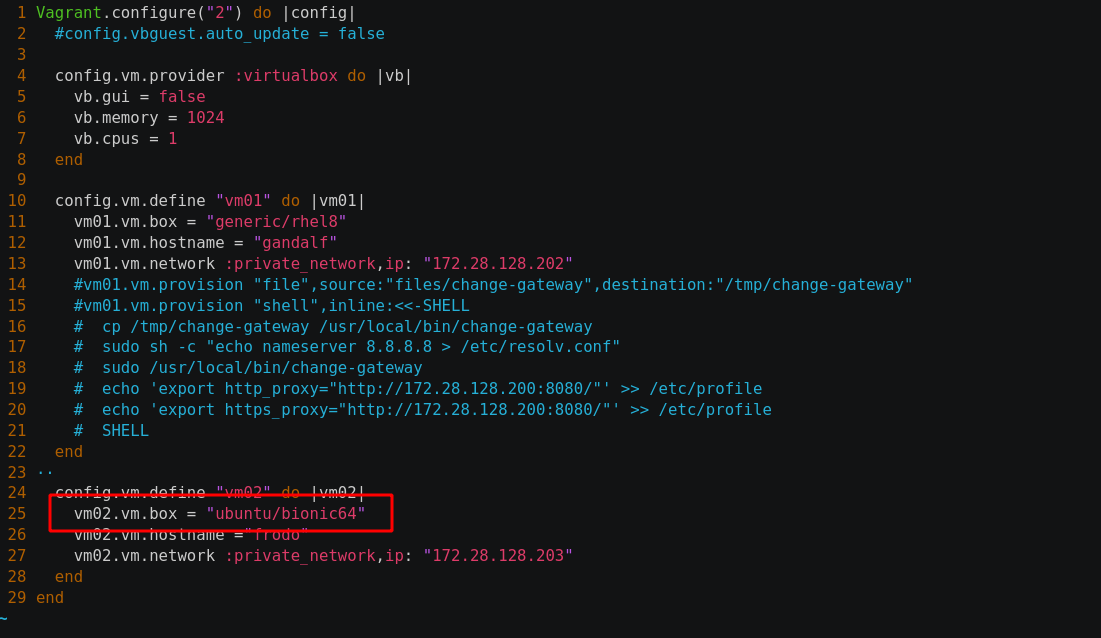 1 Vagrant.configure("2") do |config|
2   #config.vbguest.auto_update = false
3
4   config.vm.provider :virtualbox do |vb|
5     vb.gui = false
6     vb.memory = 1024
7     vb.cpus = 1
8   end
9
10   config.vm.define "vm01" do |vm01|
11     vm01.vm.box = "generic/rhel8"
12     vm01.vm.hostname = "gandalf"
13     vm01.vm.network :private_network,ip: "172.28.128.202"
14     #vm01.vm.provision "file",source:"files/change-gateway",destination:"/tmp/change-gateway"
15     #vm01.vm.provision "shell",inline:<<-SHELL
16     #  cp /tmp/change-gateway /usr/local/bin/change-gateway
17     #  sudo sh -c "echo nameserver 8.8.8.8 > /etc/resolv.conf"
18     #  sudo /usr/local/bin/change-gateway
19     #  echo 'export http_proxy="http://172.28.128.200:8080/"' >> /etc/profile
20     #  echo 'export https_proxy="http://172.28.128.200:8080/"' >> /etc/profile
21     #  SHELL
22   end
23 ··
24   config.vm.define "vm02" do |vm02|
25     vm02.vm.box = "ubuntu/bionic64"
26     vm02.vm.hostname ="frodo"
27     vm02.vm.network :private_network,ip: "172.28.128.203"
28   end
29 end
~